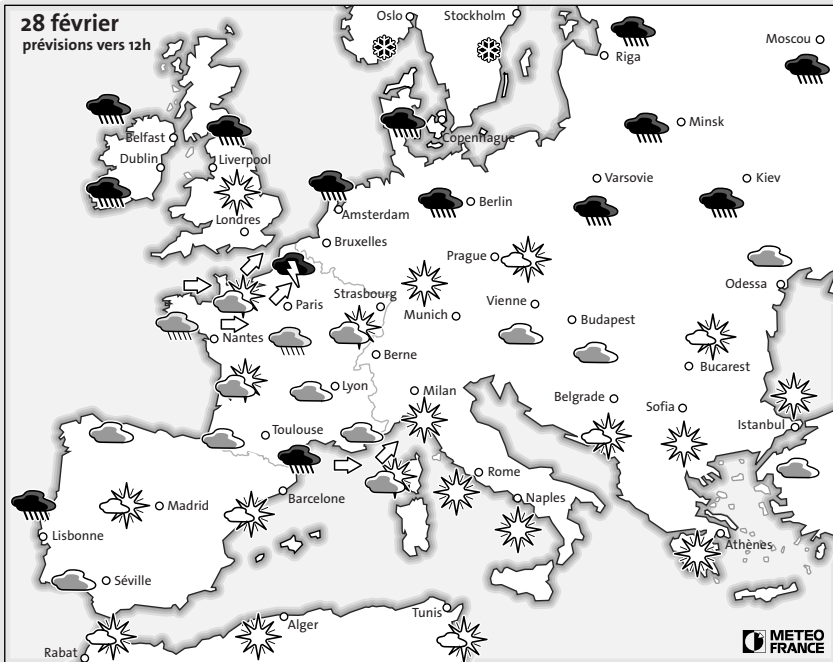 28 février
prévisions vers 12h
Oslo
Stockholm
Moscou
Riga
Minsk
Belfast
Copenhague
Dublin
Liverpool
Varsovie
Kiev
Berlin
Amsterdam
Londres
Bruxelles
Prague
Odessa
Strasbourg
Paris
Vienne
Munich
Budapest
Nantes
Berne
Bucarest
Lyon
Milan
Belgrade
Sofia
Istanbul
Toulouse
Rome
Barcelone
Naples
Madrid
Lisbonne
Athènes
Séville
Tunis
Alger
Rabat
METEO
FRANCE